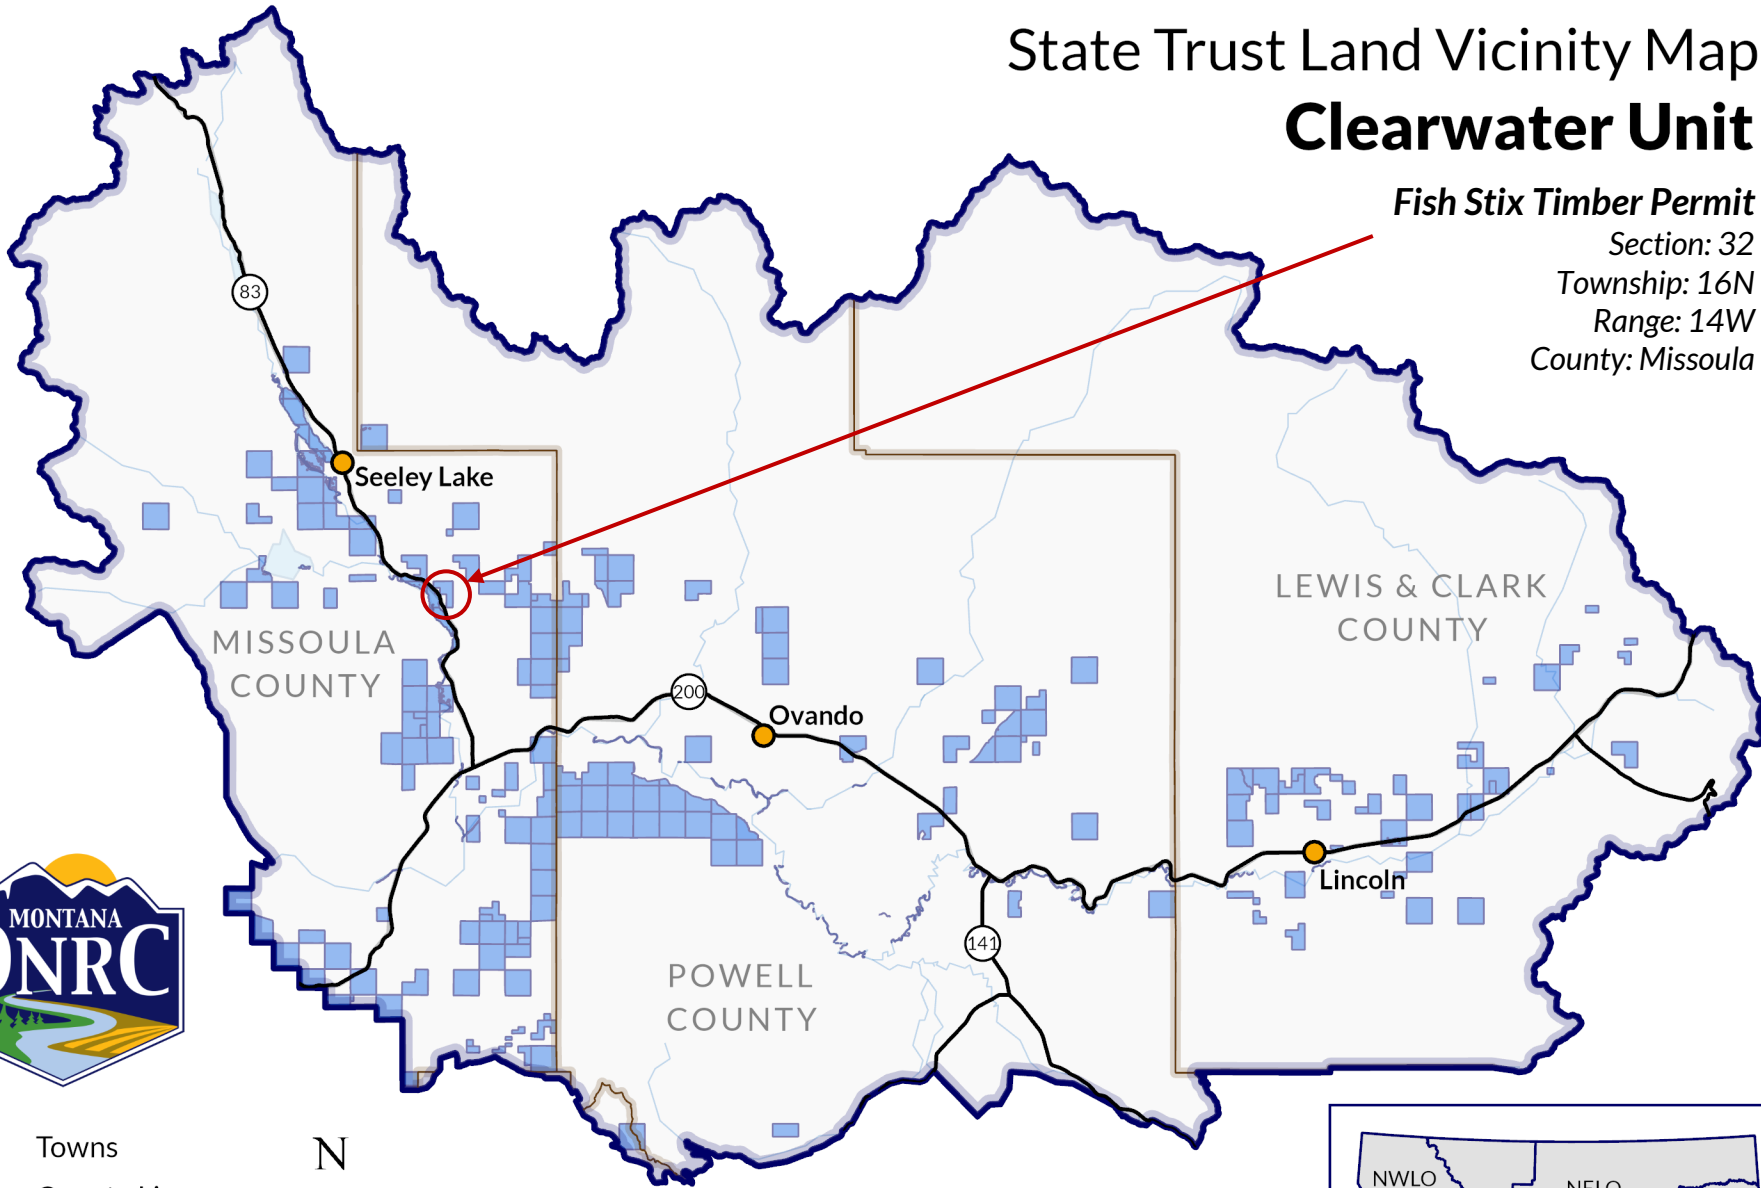 State Trust Land Vicinity Map
Clearwater Unit
Fish Stix Timber Permit
Section: 32
Township: 16N
Range: 14W
County: Missoula
83
Seeley Lake
MISSOULA
COUNTY
LEWIS & CLARK
COUNTY
200
Ovando
Lincoln
141
POWELL
COUNTY
MONTANA
DNRC
Towns
N
NWLO